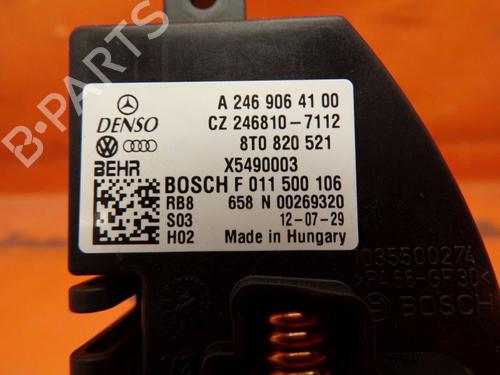 A 246 906 41 00
DENSO CZ 246810-7112
8T0 820 521
BEHR X5490003
BOSCH F 011 500 106
RB8 658 N 00269320
S03 12-07-29
H02 Made in Hungary
1035500274
>PA66-GF30<
BOSCH